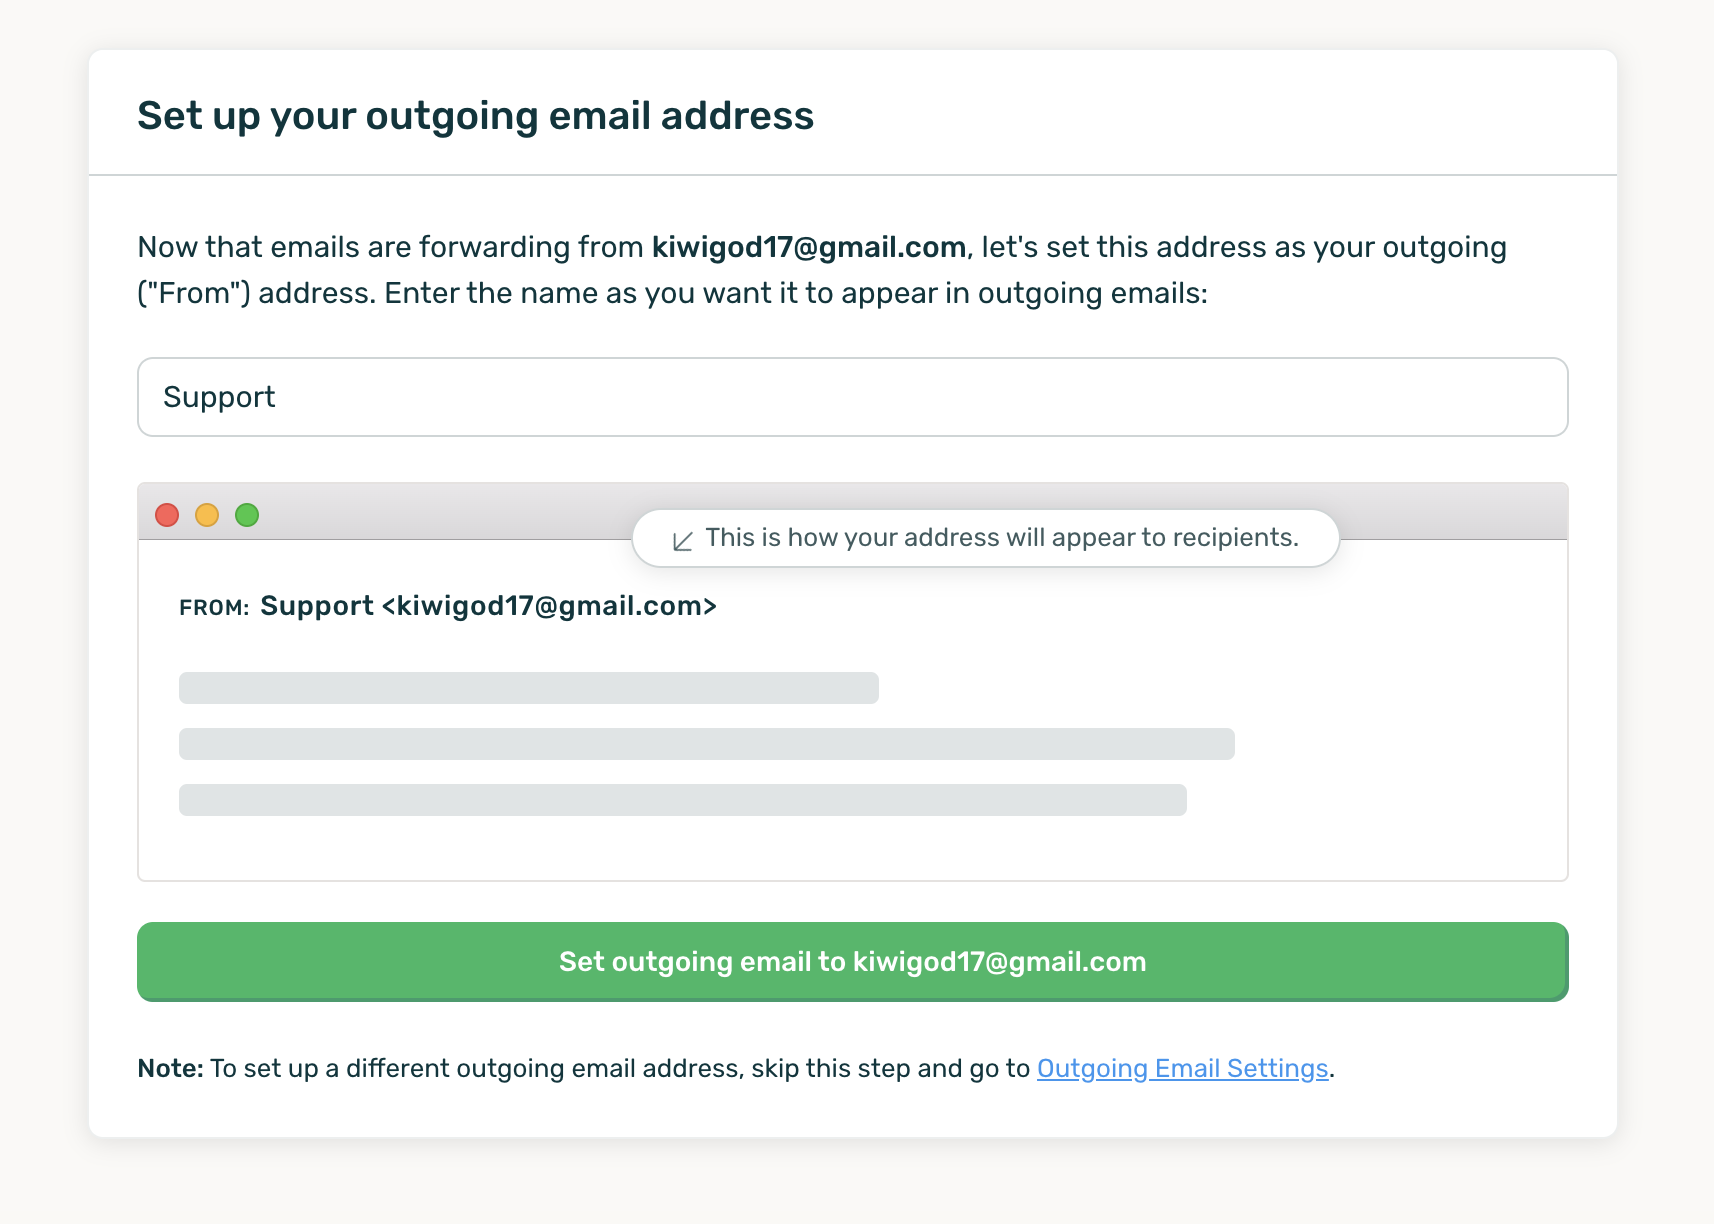 Set up your outgoing email address
Now that emails are forwarding from kiwigod17@gmail.com, let's set this address as your outgoing
("From") address. Enter the name as you want it to appear in outgoing emails:
Support
This is how your address will appear to recipients.
FROM: Support <kiwigod17@gmail.com>
Set outgoing email to kiwigod17@gmail.com
Note: To set up a different outgoing email address, skip this step and go to Outgoing Email Settings.